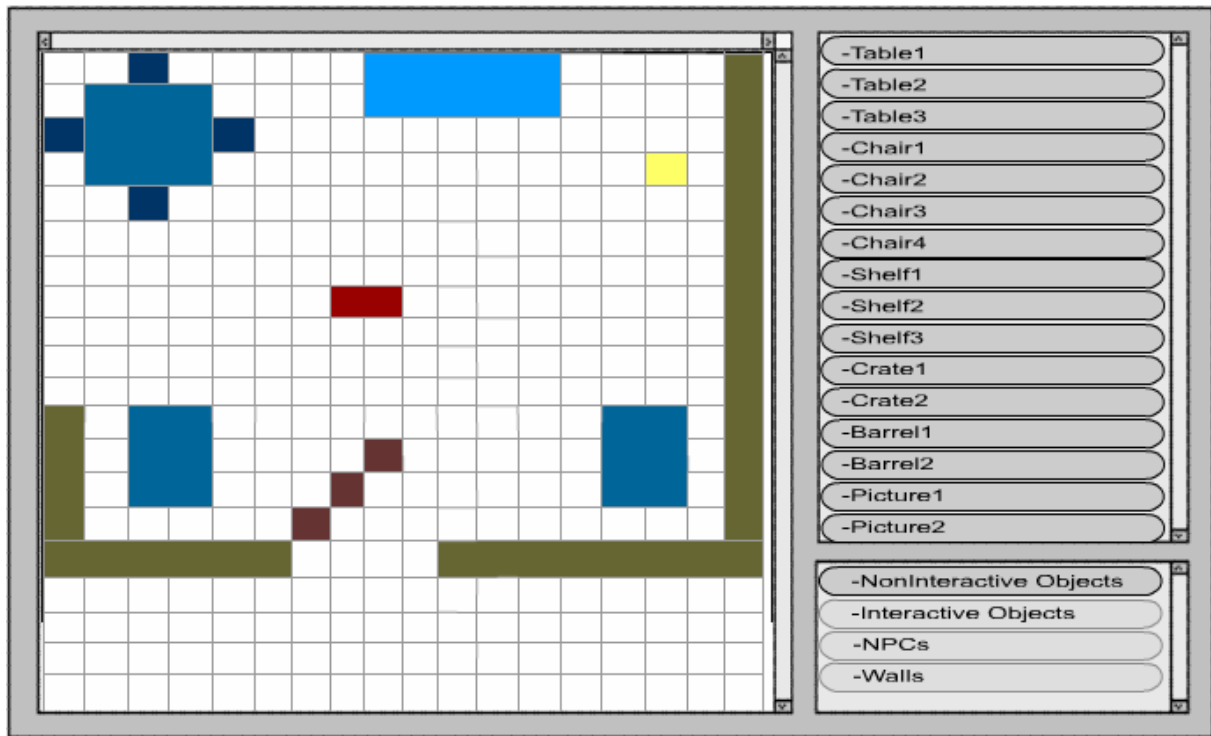 -Table1
-Table2
-Table3
-Chair1
-Chair2
-Chair3
-Chair4
-Shelf1
-Shelf2
-Shelf3
-Crate1
-Crate2
-Barrel1
-Barrel2
-Picture1
-Picture2
-NonInteractive Objects
-Interactive Objects
-NPCs
-Walls